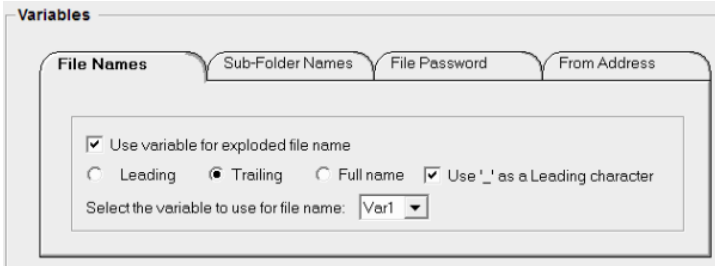 Variables
File Names Sub-Folder Names File Password From Address
Use variable for exploded file name
Leading Trailing Full name Use '_' as a Leading character
Select the variable to use for file name: Var1